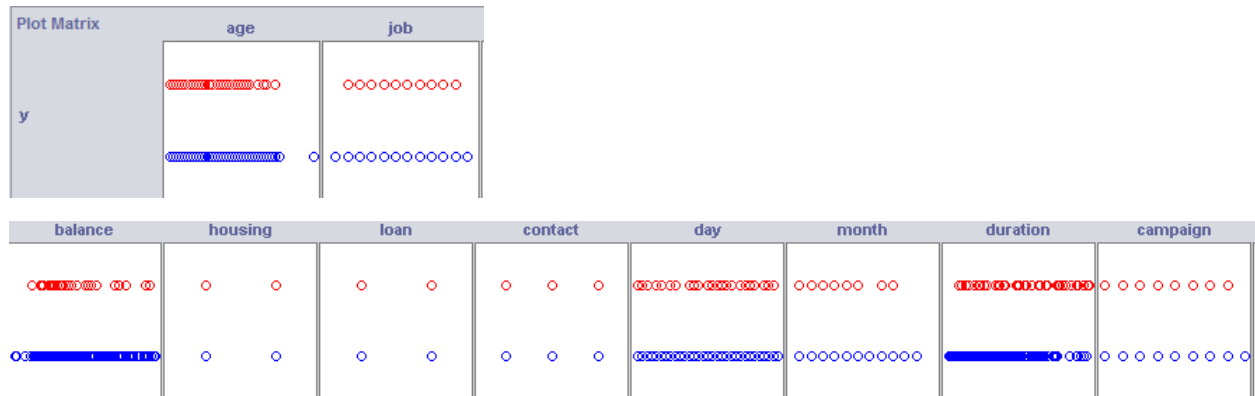 Plot Matrix age job
y
balance housing loan contact day month duration campaign